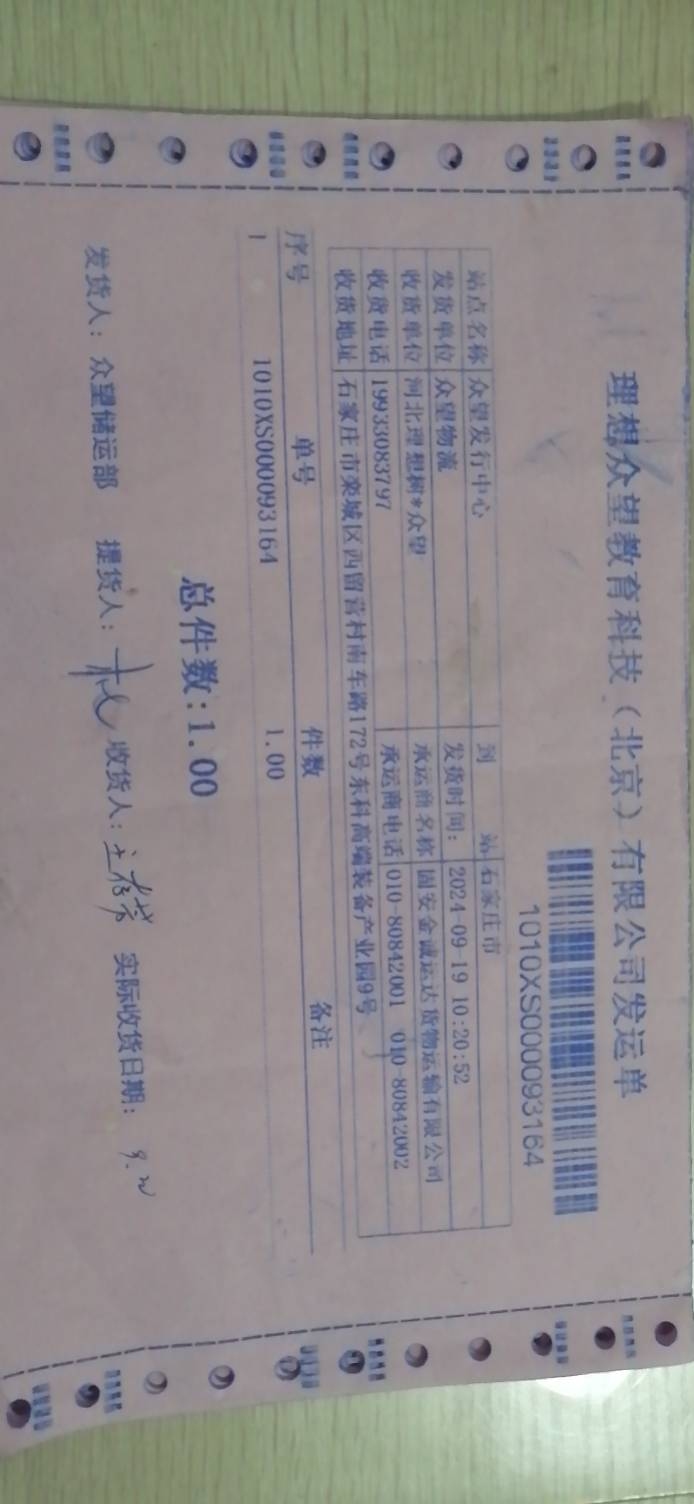 理想众望教育科技（北京）有限公司发运单
1010XS000093164
站点名称 众望发行中心 到 站 石家庄市
发货单位 众望物流 发货时间： 2024-09-19 10:20:52
收货单位 河北理想树*众望 承运商名称 固安金诚运达货物运输有限公司
收货电话 19933083797 承运商电话 010-80842001 010-80842002
收货地址 石家庄市栾城区西留营村南车路172号东科高端装备产业园9号
序号 单号 件数 备注
1 1010XS000093164 1.00
总件数:1.00
发货人：众望储运部 提货人： 收货人： 实际收货日期：